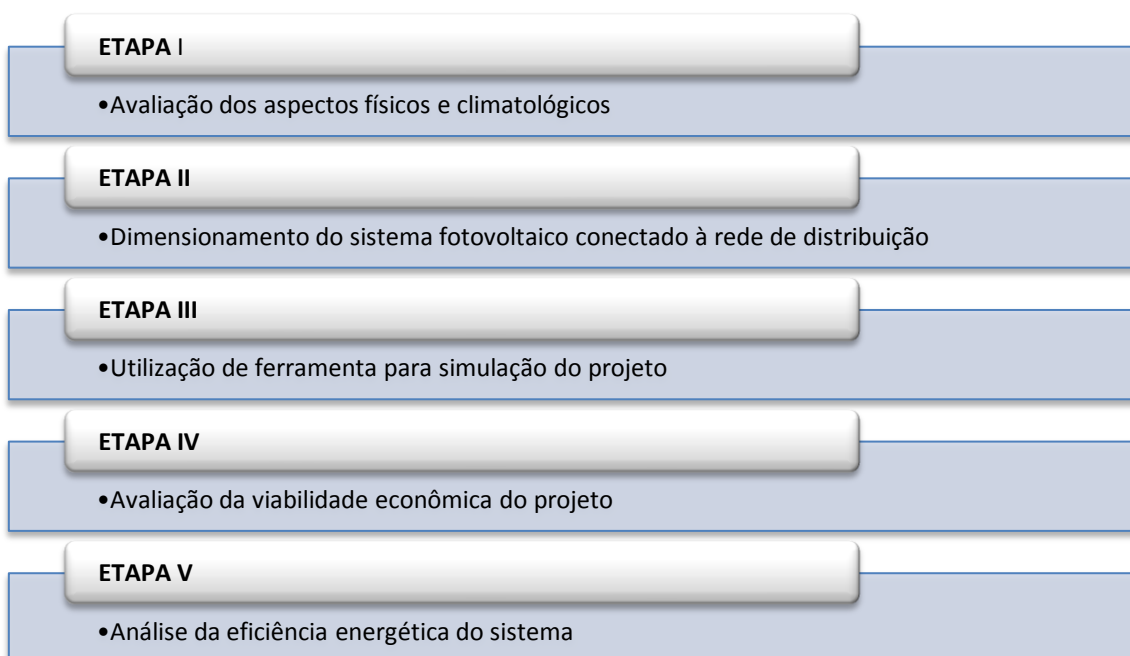 ETAPA I
•Avaliação dos aspectos físicos e climatológicos
ETAPA II
•Dimensionamento do sistema fotovoltaico conectado à rede de distribuição
ETAPA III
•Utilização de ferramenta para simulação do projeto
ETAPA IV
•Avaliação da viabilidade econômica do projeto
ETAPA V
•Análise da eficiência energética do sistema